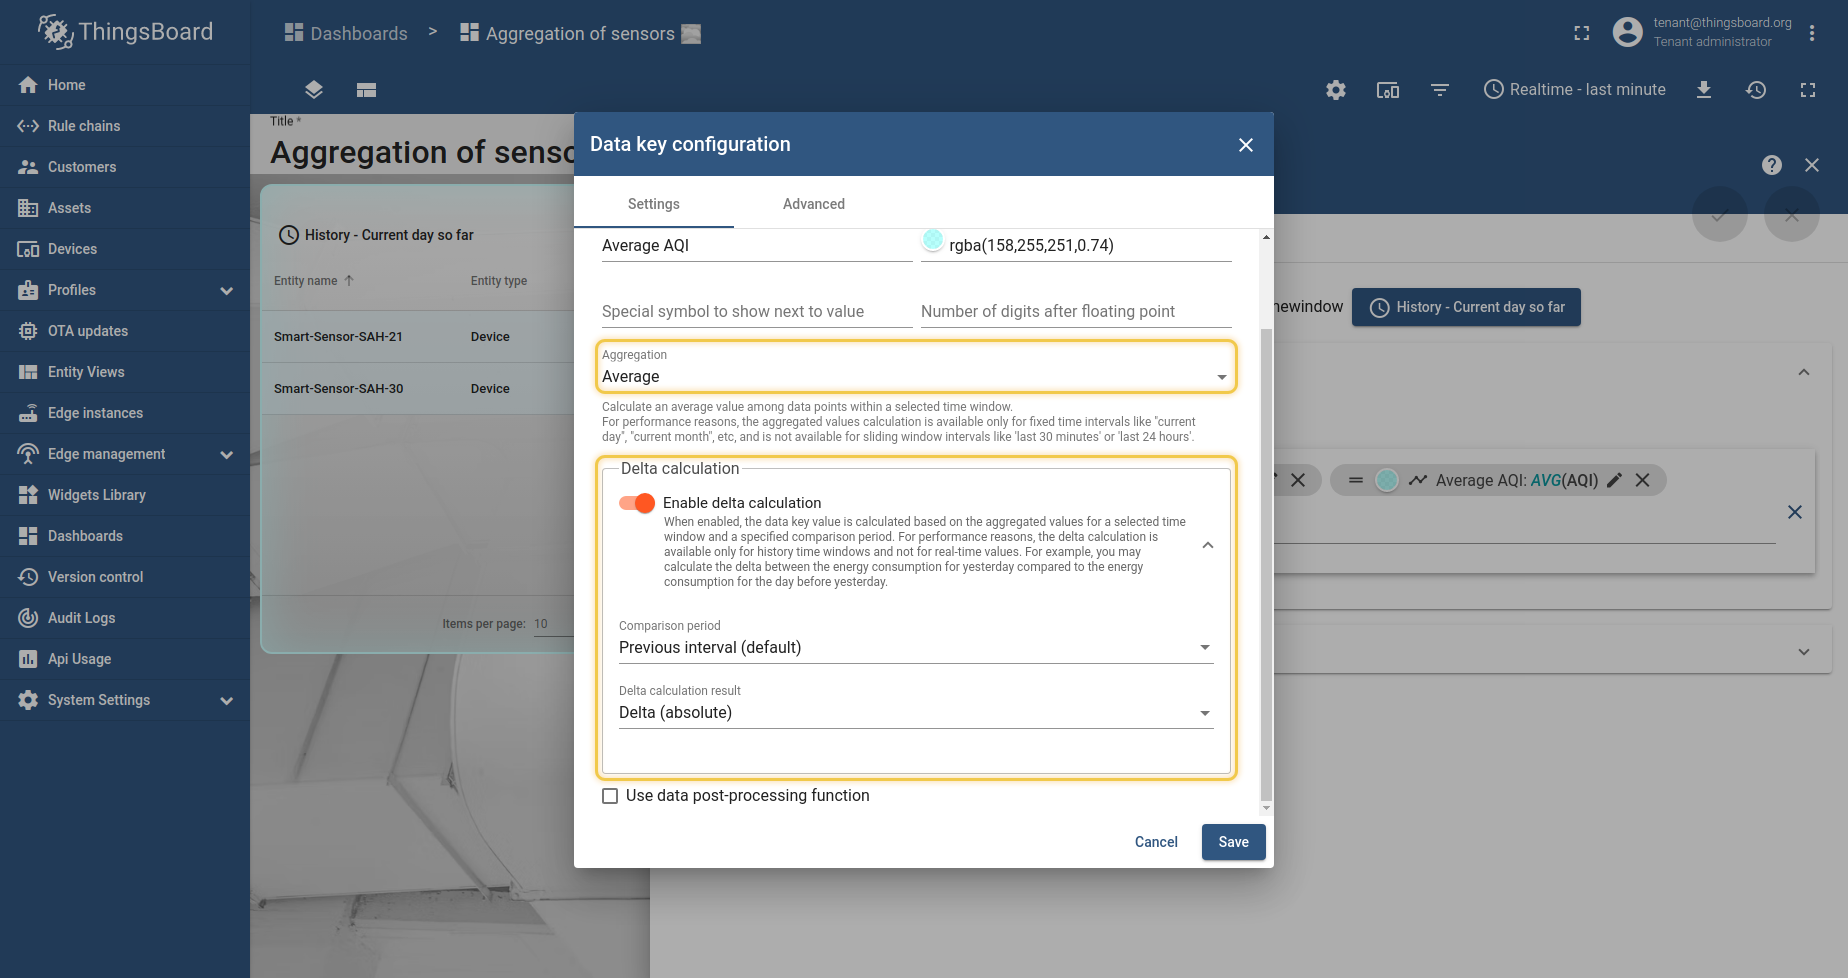 ThingsBoard
Dashboards > Aggregation of sensors
tenant@thingsboard.org
Tenant administrator
Home
Rule chains
Customers
Assets
Devices
Profiles
OTA updates
Entity Views
Edge instances
Edge management
Widgets Library
Dashboards
Version control
Audit Logs
Api Usage
System Settings
Realtime - last minute
Title *
Aggregation of senso
History - Current day so far
Entity name Entity type
Smart-Sensor-SAH-21 Device
Smart-Sensor-SAH-30 Device
Items per page: 10
Data key configuration
Settings Advanced
Average AQI rgba(158,255,251,0.74)
Special symbol to show next to value Number of digits after floating point
Aggregation
Average
Calculate an average value among data points within a selected time window.
For performance reasons, the aggregated values calculation is available only for fixed time intervals like "current
day", "current month", etc, and is not available for sliding window intervals like 'last 30 minutes' or 'last 24 hours'.
Delta calculation
Enable delta calculation
When enabled, the data key value is calculated based on the aggregated values for a selected time
window and a specified comparison period. For performance reasons, the delta calculation is
available only for history time windows and not for real-time values. For example, you may
calculate the delta between the energy consumption for yesterday compared to the energy
consumption for the day before yesterday.
Comparison period
Previous interval (default)
Delta calculation result
Delta (absolute)
Use data post-processing function
Cancel Save
newindow History - Current day so far
Average AQI: AVG(AQI)